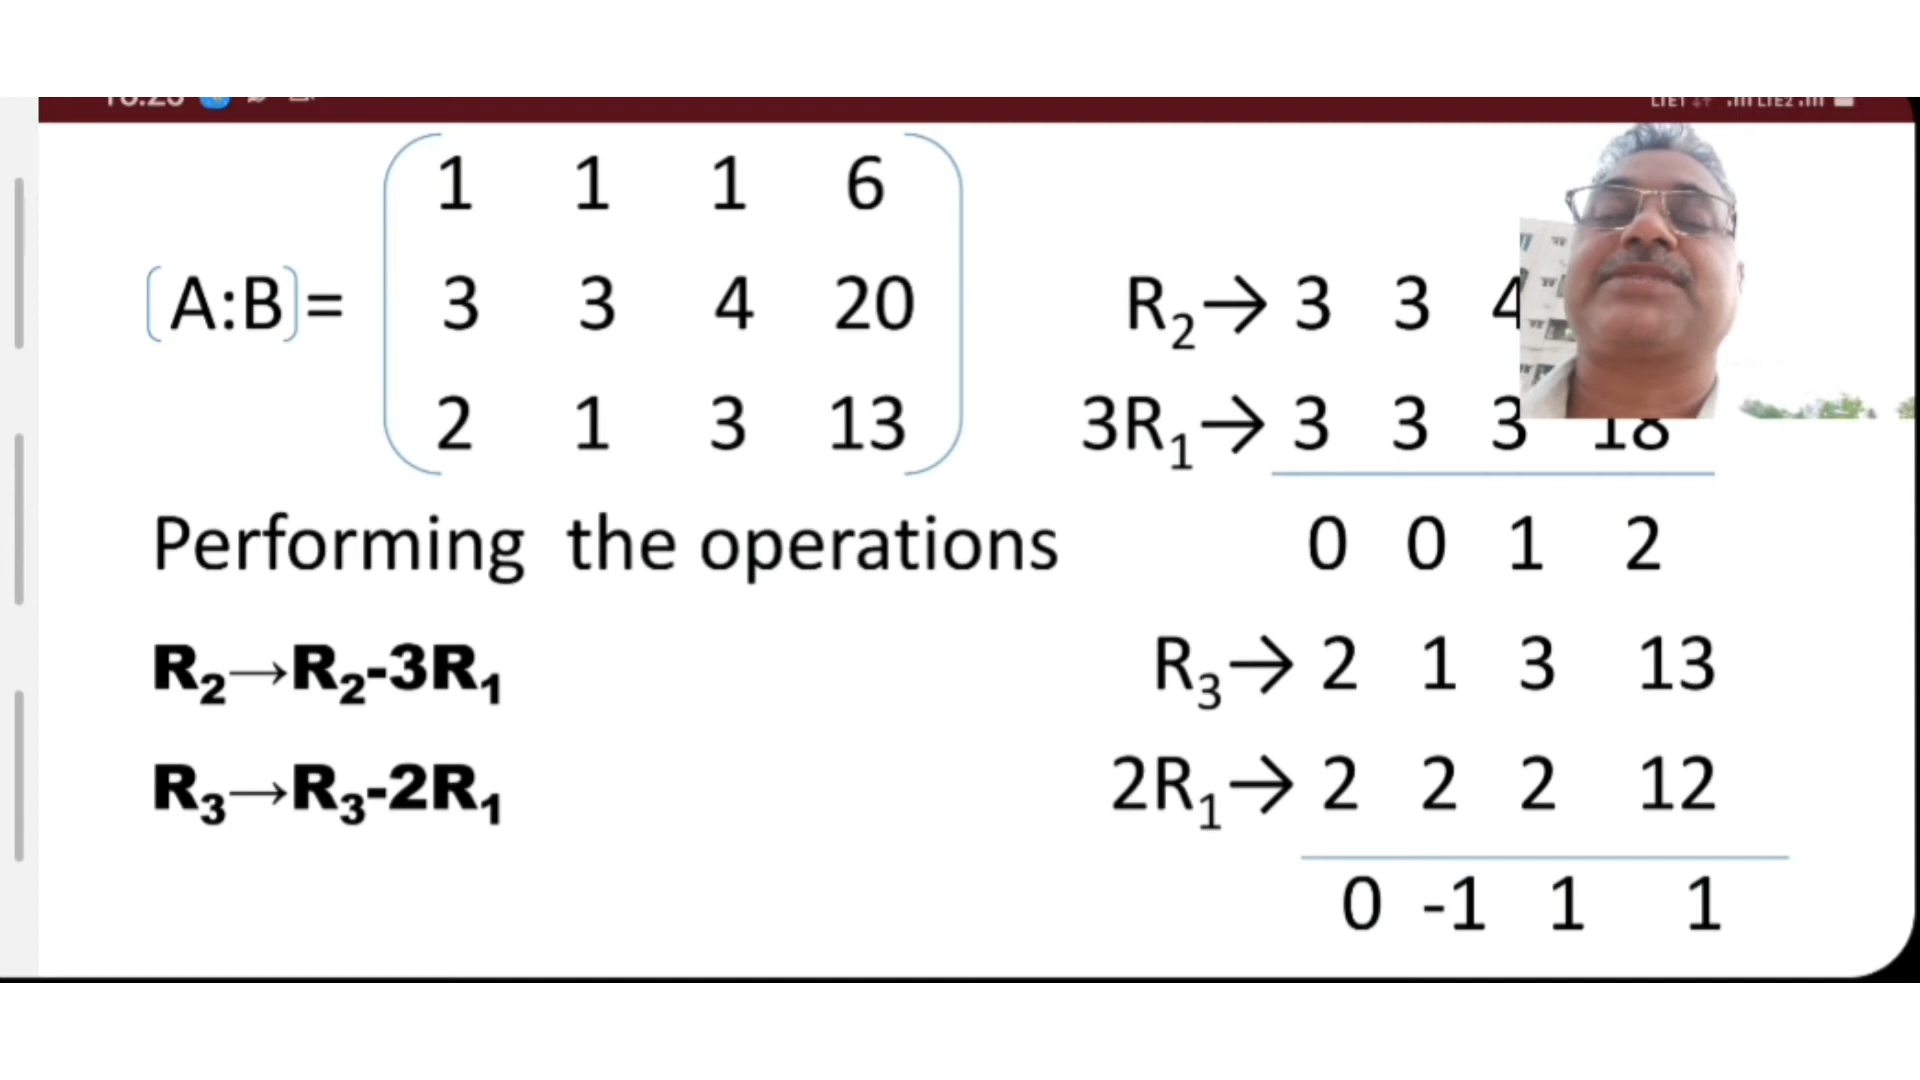 1 1 1 6
[A:B]= 3 3 4 20
2 1 3 13
R₂→ 3 3 4
3R₁→ 3 3 3 18
0 0 1 2
Performing the operations
R₂→R₂-3R₁
R₃→R₃-2R₁
R₃→ 2 1 3 13
2R₁→ 2 2 2 12
0 -1 1 1